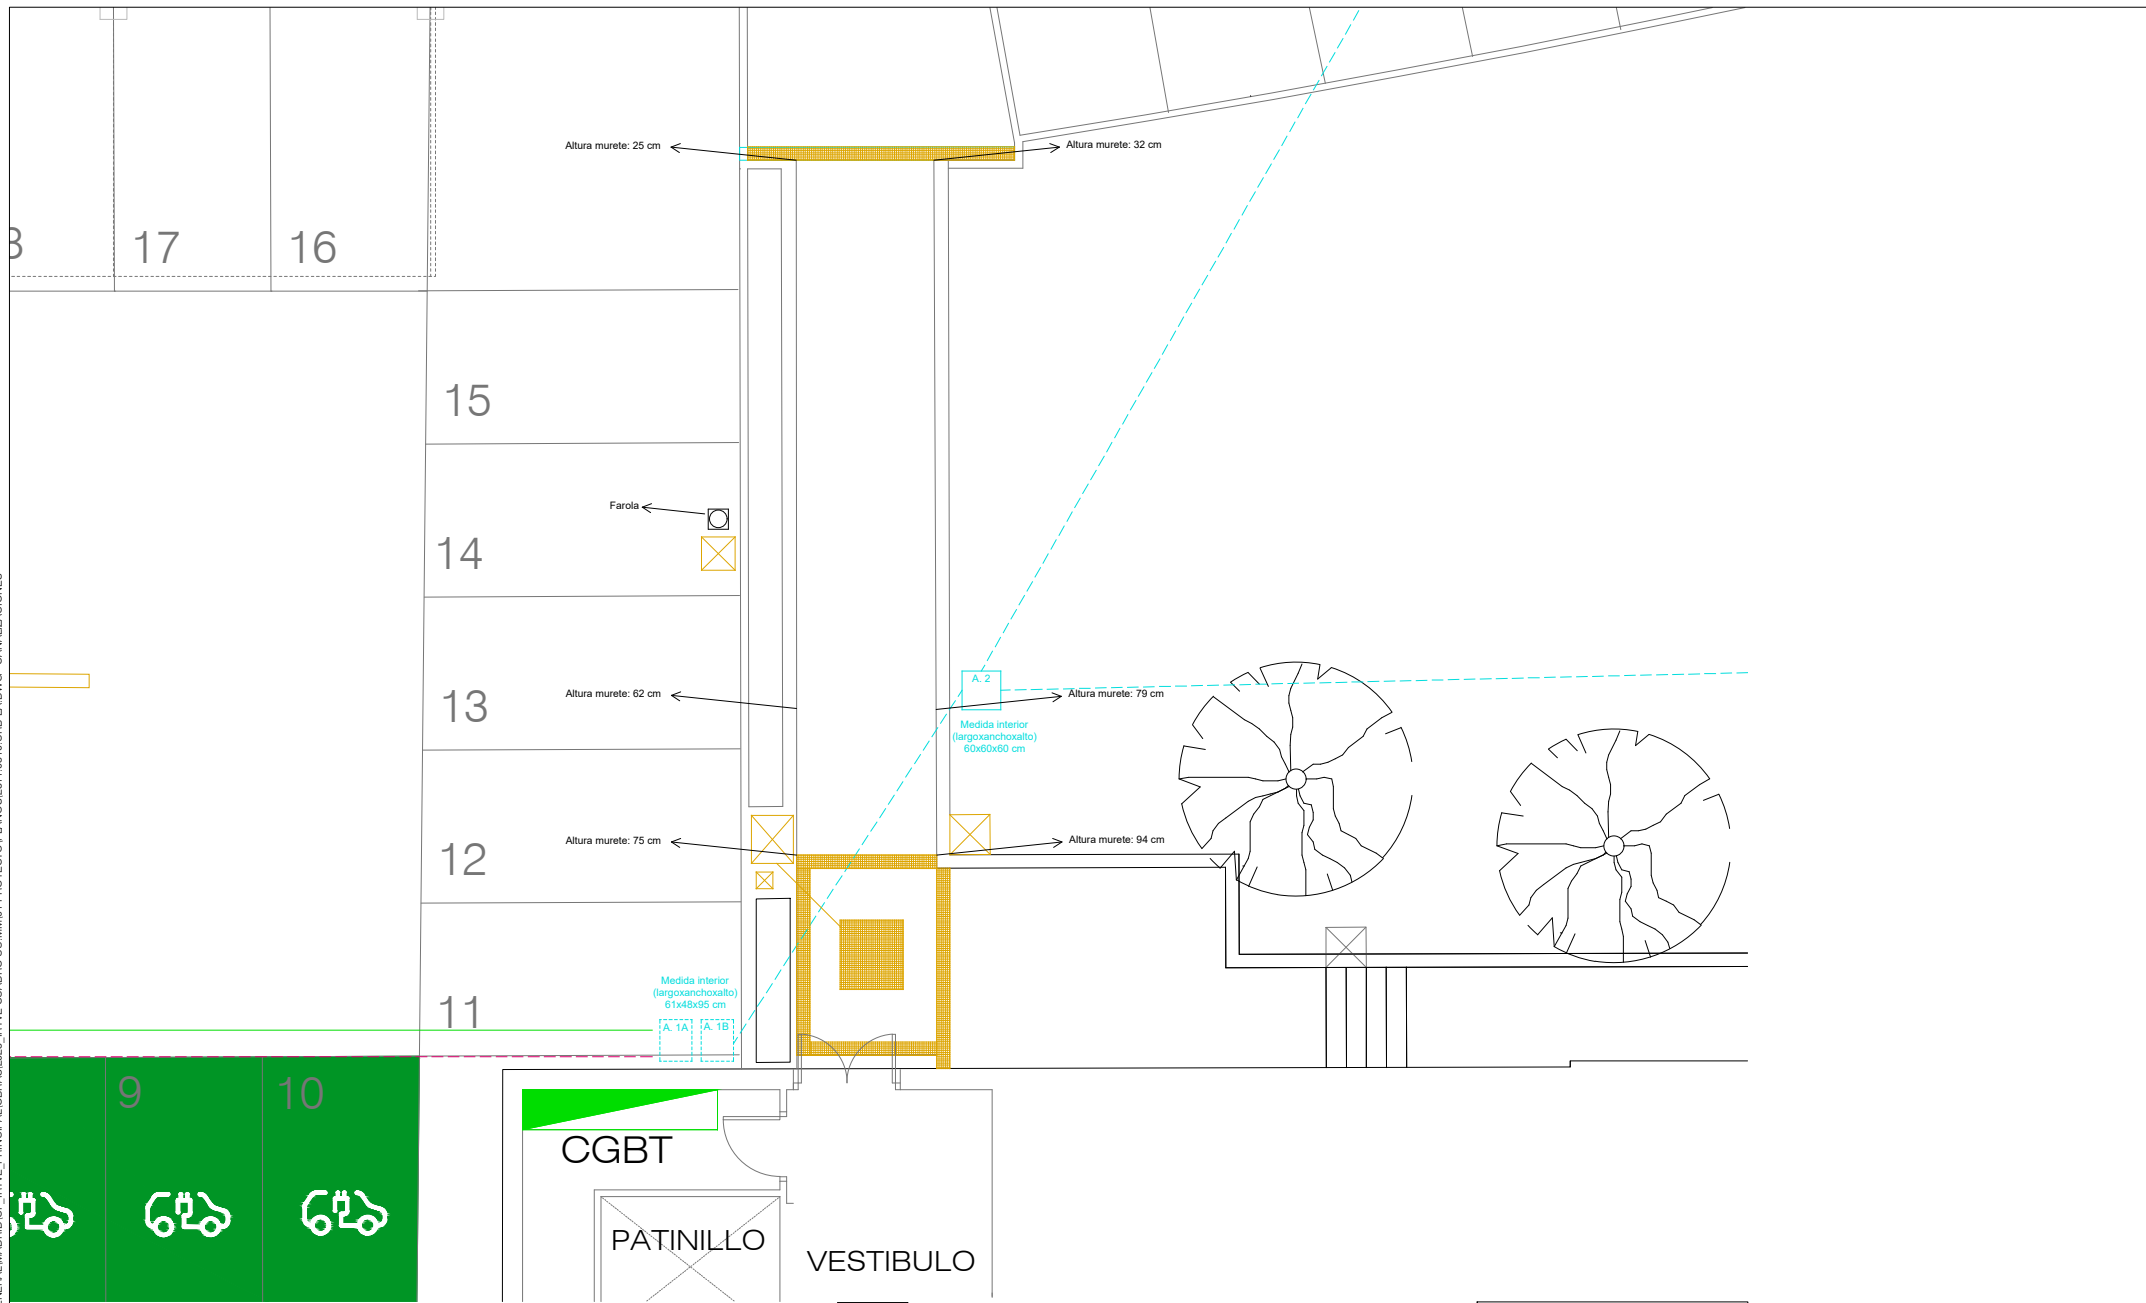 Altura murete: 25 cm
Altura murete: 32 cm
17
16
15
Farola
14
A. 2
13
Altura murete: 62 cm
Altura murete: 79 cm
Medida interior
(largoxanchoxalto)
60x60x60 cm
12
Altura murete: 75 cm
Altura murete: 94 cm
Medida interior
(largoxanchoxalto)
61x48x95 cm
11
A. 1A
A. 1B
9
10
CGBT
PATINILLO
VESTIBULO